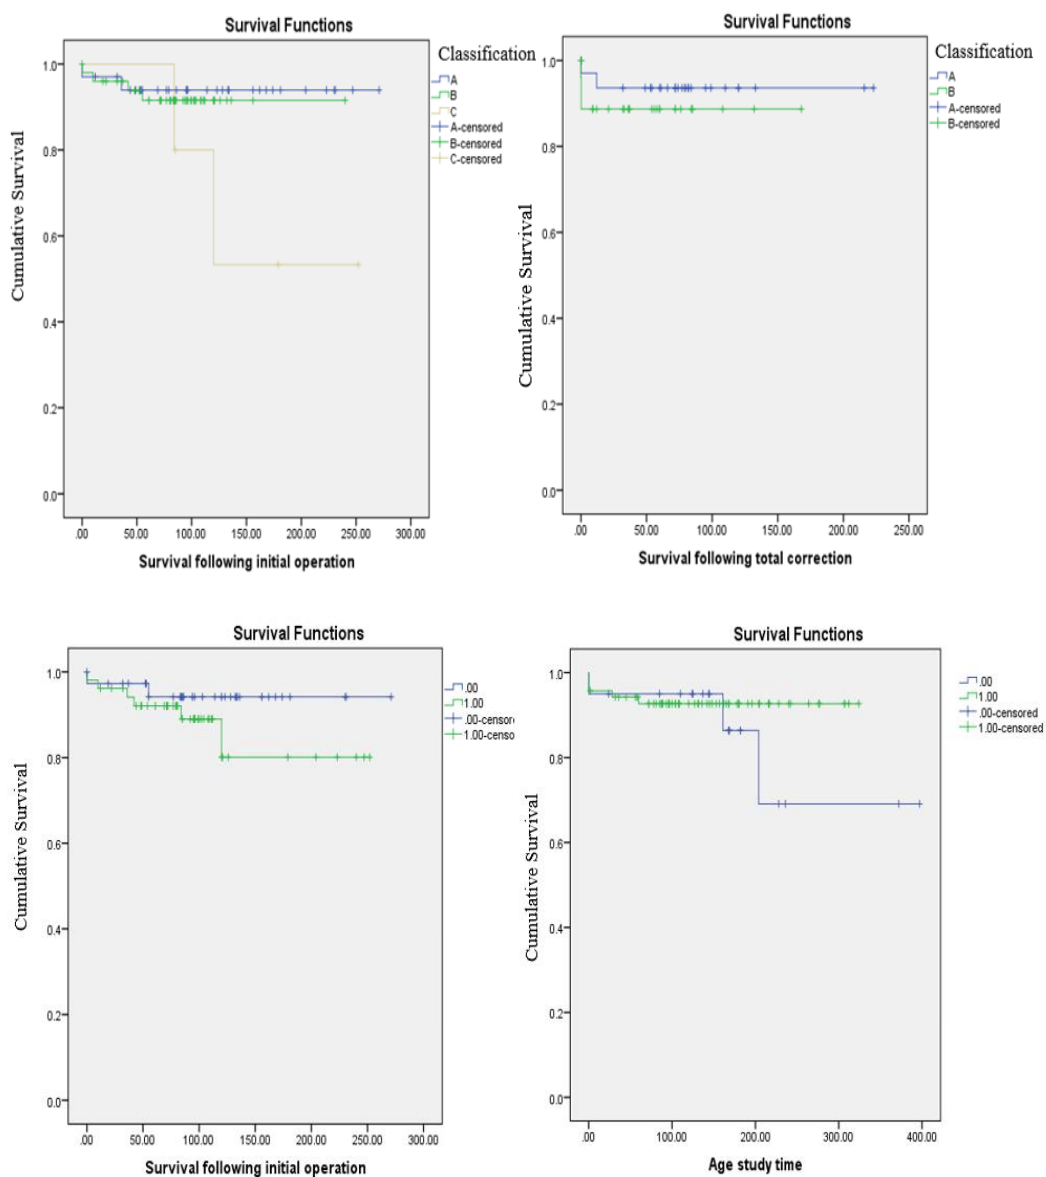 Survival Functions
Classification
A
B
C
A-censored
B-censored
C-censored
Cumulative Survival
1.0
0.8
0.6
0.4
0.2
0.0
.00 50.00 100.00 150.00 200.00 250.00 300.00
Survival following initial operation
Survival Functions
Classification
A
B
A-censored
B-censored
Cumulative Survival
1.0
0.8
0.6
0.4
0.2
0.0
.00 50.00 100.00 150.00 200.00 250.00
Survival following total correction
Survival Functions
.00
1.00
.00-censor
1.00-censo
Cumulative Survival
1.0
0.8
0.6
0.4
0.2
0.0
.00 50.00 100.00 150.00 200.00 250.00 300.00
Survival following initial operation
Survival Functions
.00
1.00
.00-censored
1.00-censored
Cumulative Survival
1.0
0.8
0.6
0.4
0.2
0.0
.00 100.00 200.00 300.00 400.00
Age study time